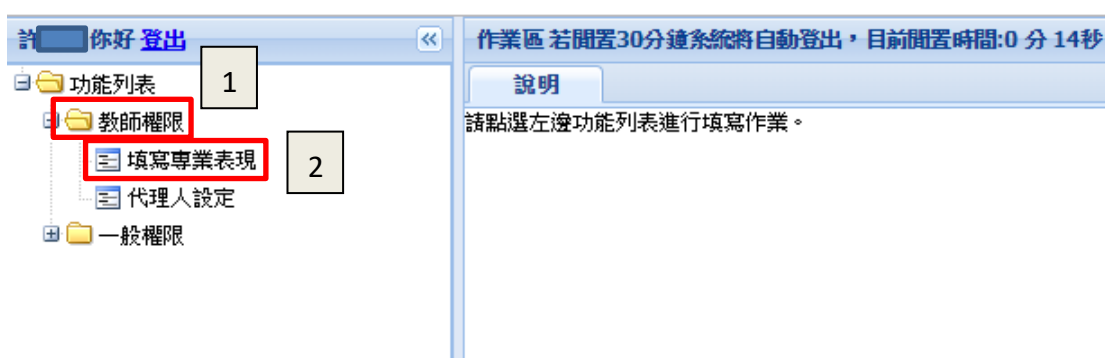 許 你好 登出
作業區 若閒置30分鐘系統將自動登出，目前閒置時間:0 分 14秒
功能列表
1
說明
教師權限
請點選左邊功能列表進行填寫作業。
填寫專業表現
2
代理人設定
一般權限